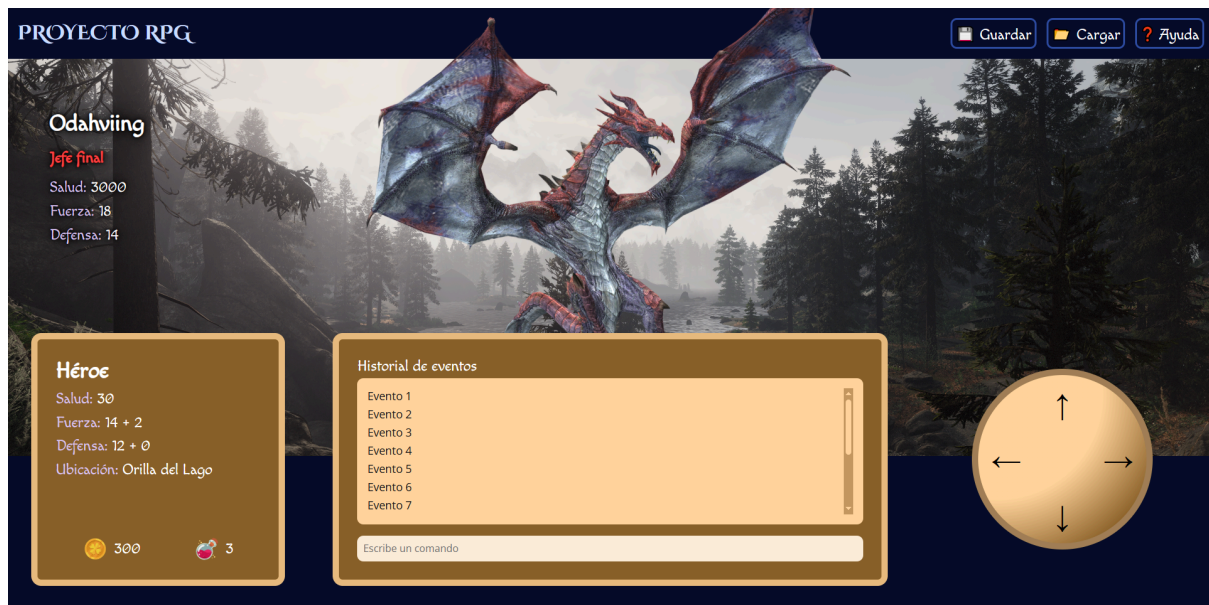 PROYECTO RPG
💾 Guardar
📂 Cargar
❓ Ayuda
Odahviing
Jefe final
Salud: 3000
Fuerza: 18
Defensa: 14
Héroe
Salud: 30
Fuerza: 14 + 2
Defensa: 12 + 0
Ubicación: Orilla del Lago
300
3
Historial de eventos
Evento 1
Evento 2
Evento 3
Evento 4
Evento 5
Evento 6
Evento 7
Escribe un comando
↑
← →
↓